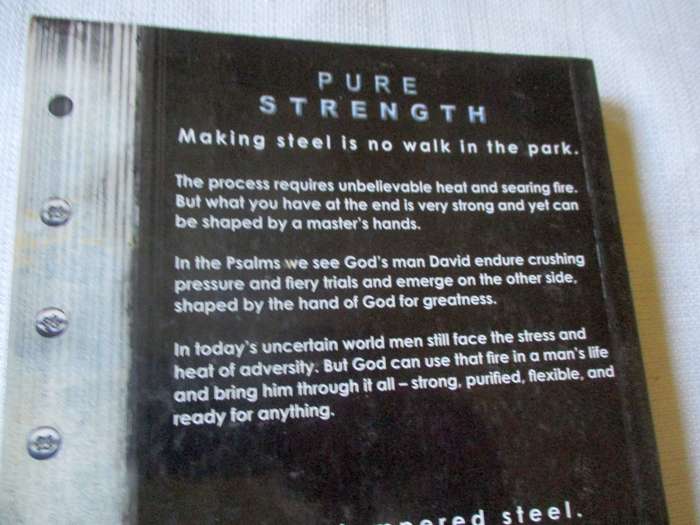 PURE
STRENGTH
Making steel is no walk in the park.
The process requires unbelievable heat and searing fire.
But what you have at the end is very strong and yet can
be shaped by a master's hands.
In the Psalms we see God's man David endure crushing
pressure and fiery trials and emerge on the other side,
shaped by the hand of God for greatness.
In today's uncertain world men still face the stress and
heat of adversity. But God can use that fire in a man's life
and bring him through it all – strong, purified, flexible, and
ready for anything.
steel.